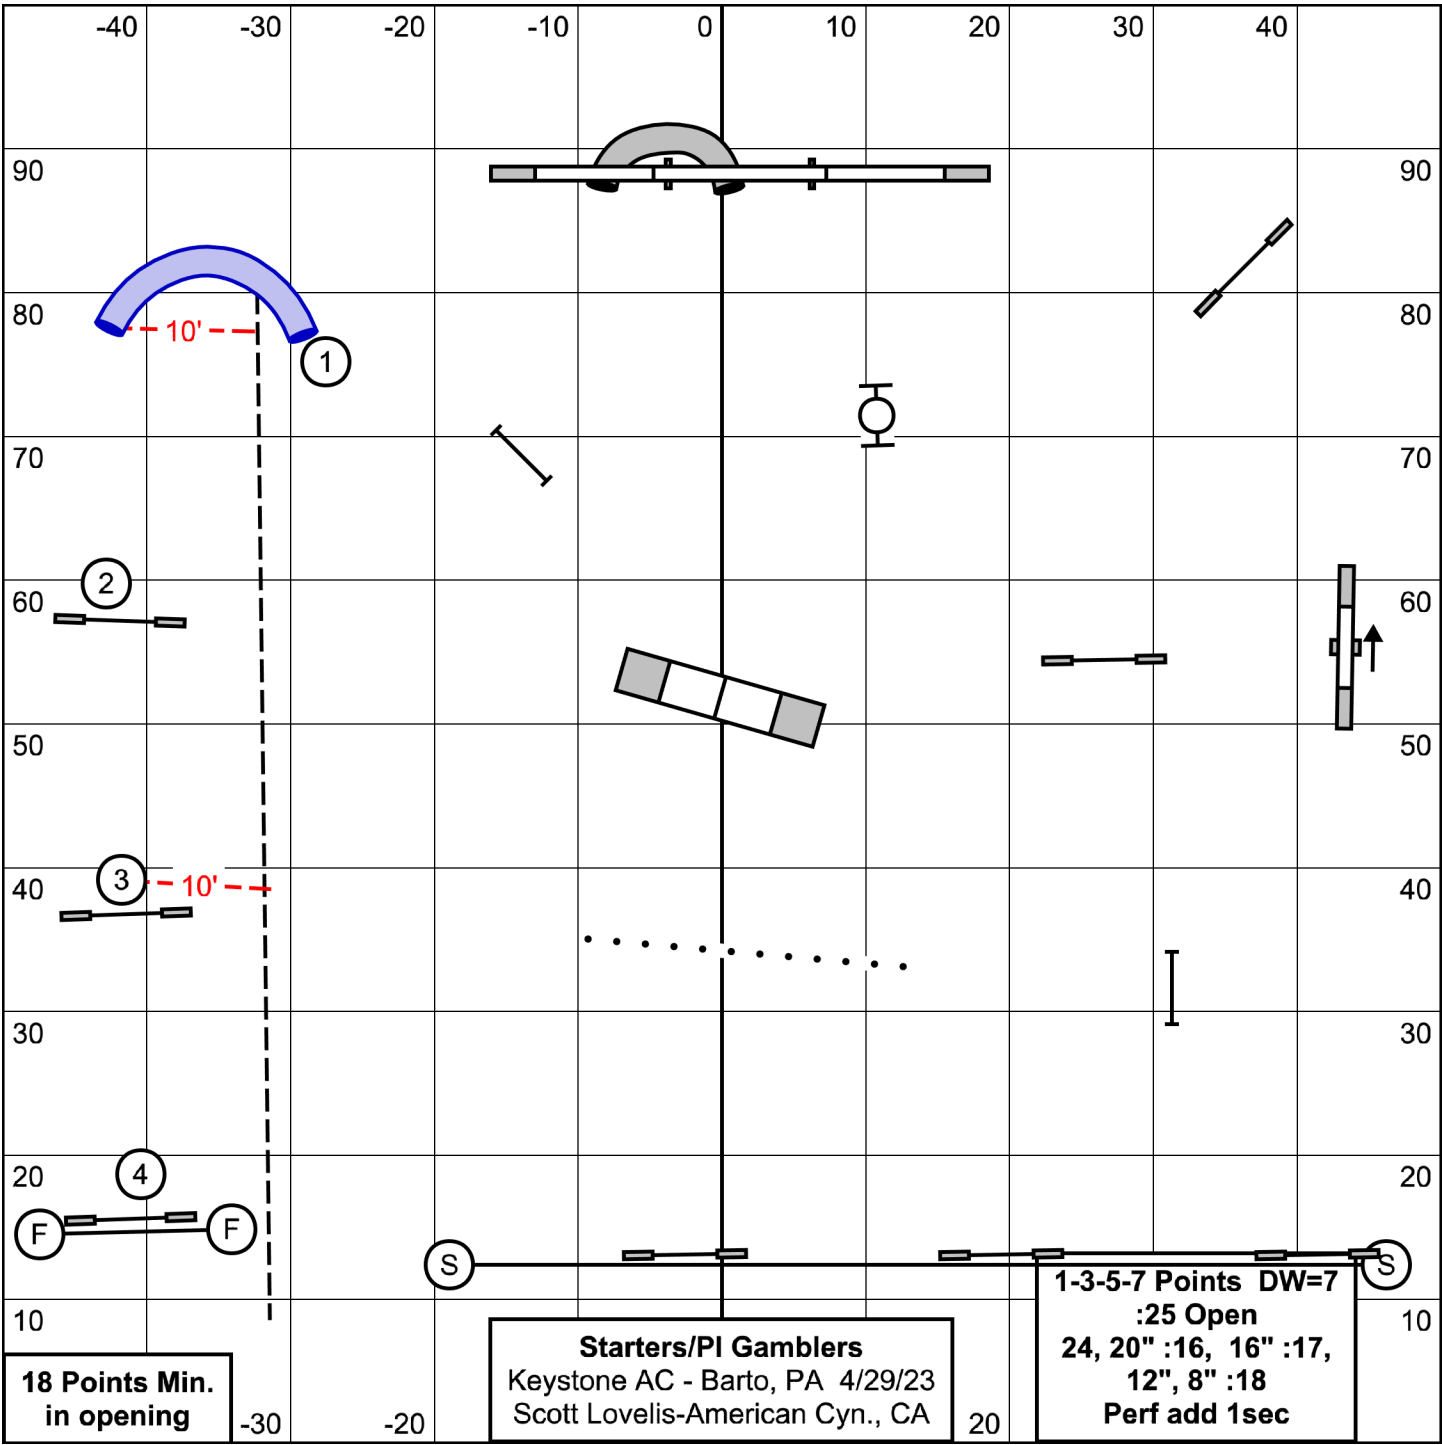 -40 -30 -20 -10 0 10 20 30 40
90 90
80 80
10'
1
70 70
2
60 60
50 50
3 10'
40 40
30 30
4
20 20
F F
S S
10 10
1-3-5-7 Points DW=7
:25 Open
24, 20" :16, 16" :17,
12", 8" :18
Perf add 1sec
Starters/PI Gamblers
Keystone AC - Barto, PA 4/29/23
Scott Lovelis-American Cyn., CA
18 Points Min.
in opening
-30 -20 20